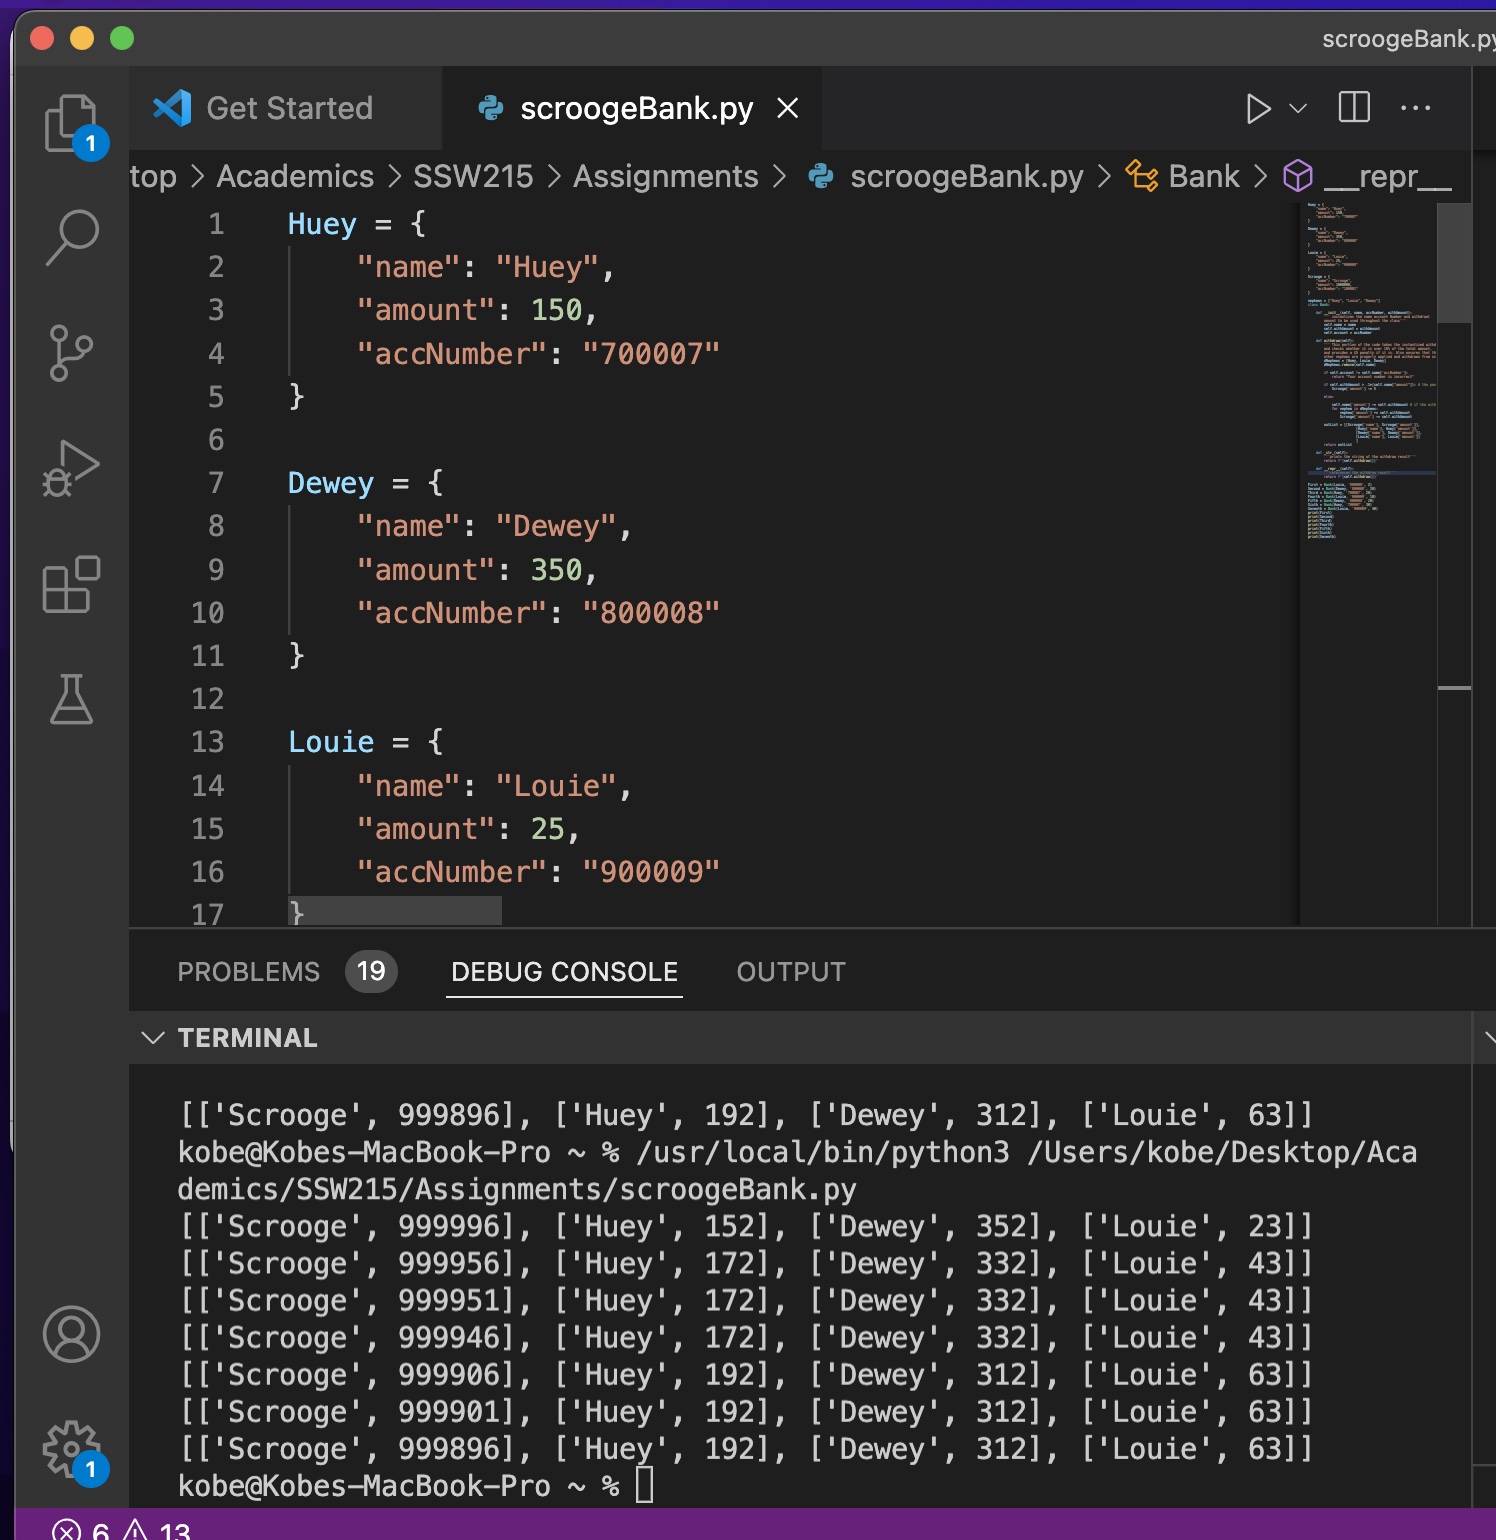 scroogeBank.py
Get Started
scroogeBank.py
1
top > Academics > SSW215 > Assignments > scroogeBank.py > Bank > __repr__
1 Huey = {
2 "name": "Huey",
3 "amount": 150,
4 "accNumber": "700007"
5 }
6
7 Dewey = {
8 "name": "Dewey",
9 "amount": 350,
10 "accNumber": "800008"
11 }
12
13 Louie = {
14 "name": "Louie",
15 "amount": 25,
16 "accNumber": "900009"
17 }
PROBLEMS 19 DEBUG CONSOLE OUTPUT
TERMINAL
[['Scrooge', 999896], ['Huey', 192], ['Dewey', 312], ['Louie', 63]]
kobe@Kobes-MacBook-Pro ~ % /usr/local/bin/python3 /Users/kobe/Desktop/Aca
demics/SSW215/Assignments/scroogeBank.py
[['Scrooge', 999996], ['Huey', 152], ['Dewey', 352], ['Louie', 23]]
[['Scrooge', 999956], ['Huey', 172], ['Dewey', 332], ['Louie', 43]]
[['Scrooge', 999951], ['Huey', 172], ['Dewey', 332], ['Louie', 43]]
[['Scrooge', 999946], ['Huey', 172], ['Dewey', 332], ['Louie', 43]]
[['Scrooge', 999906], ['Huey', 192], ['Dewey', 312], ['Louie', 63]]
[['Scrooge', 999901], ['Huey', 192], ['Dewey', 312], ['Louie', 63]]
[['Scrooge', 999896], ['Huey', 192], ['Dewey', 312], ['Louie', 63]]
kobe@Kobes-MacBook-Pro ~ %
1
6 13